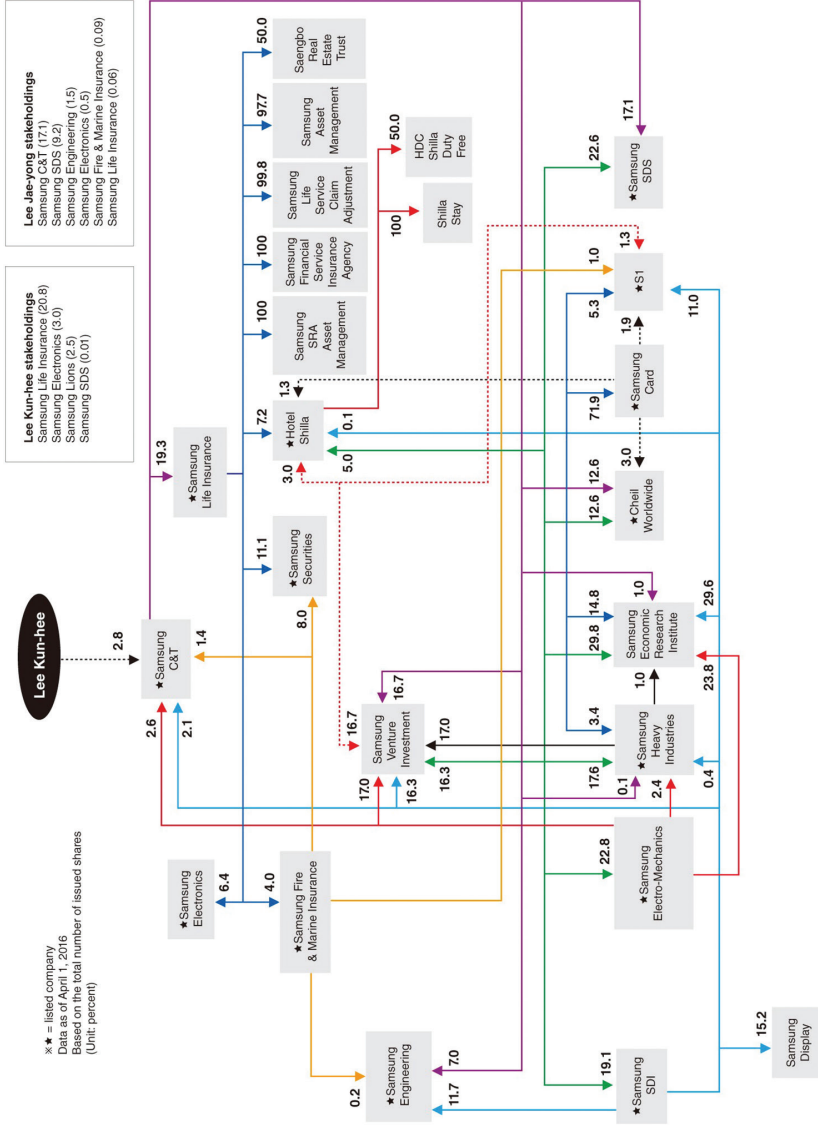 Lee Kun-hee stakeholdings
Samsung Life Insurance (20.8)
Samsung Electronics (3.0)
Samsung Lions (2.5)
Samsung SDS (0.01)
Lee Jae-yong stakeholdings
Samsung C&T (17.1)
Samsung SDS (9.2)
Samsung Engineering (1.5)
Samsung Electronics (0.5)
Samsung Fire & Marine Insurance (0.09)
Samsung Life Insurance (0.06)
※★ = listed company
Data as of April 1, 2016
Based on the total number of issued shares
(Unit: percent)
Lee Kun-hee
2.8
2.6
2.1
★Samsung
C&T
1.4
19.3
★Samsung
Life Insurance
★Samsung
Electronics
6.4
4.0
11.1
7.2
100
100
99.8
97.7
50.0
★Samsung Fire
& Marine Insurance
8.0
★Samsung
Securities
3.0
★Hotel
Shilla
1.3
5.0
0.1
Samsung
SRA
Asset
Management
Samsung
Financial
Service
Insurance
Agency
Samsung
Life
Service
Claim
Adjustment
Samsung
Asset
Management
Saengbo
Real
Estate
Trust
0.2
★Samsung
Engineering
11.7
7.0
17.0
16.3
Samsung
Venture
Investment
16.7
16.7
16.3
17.0
100
Shilla
Stay
50.0
HDC
Shilla
Duty
Free
19.1
★Samsung
SDI
22.8
★Samsung
Electro-Mechanics
17.6
0.1
2.4
3.4
★Samsung
Heavy
Industries
0.4
1.0
29.8
14.8
1.0
Samsung
Economic
Research
Institute
23.8
29.6
12.6
12.6
★Cheil
Worldwide
3.0
71.9
★Samsung
Card
1.9
5.3
1.0
★S1
1.3
11.0
22.6
★Samsung
SDS
17.1
15.2
Samsung
Display